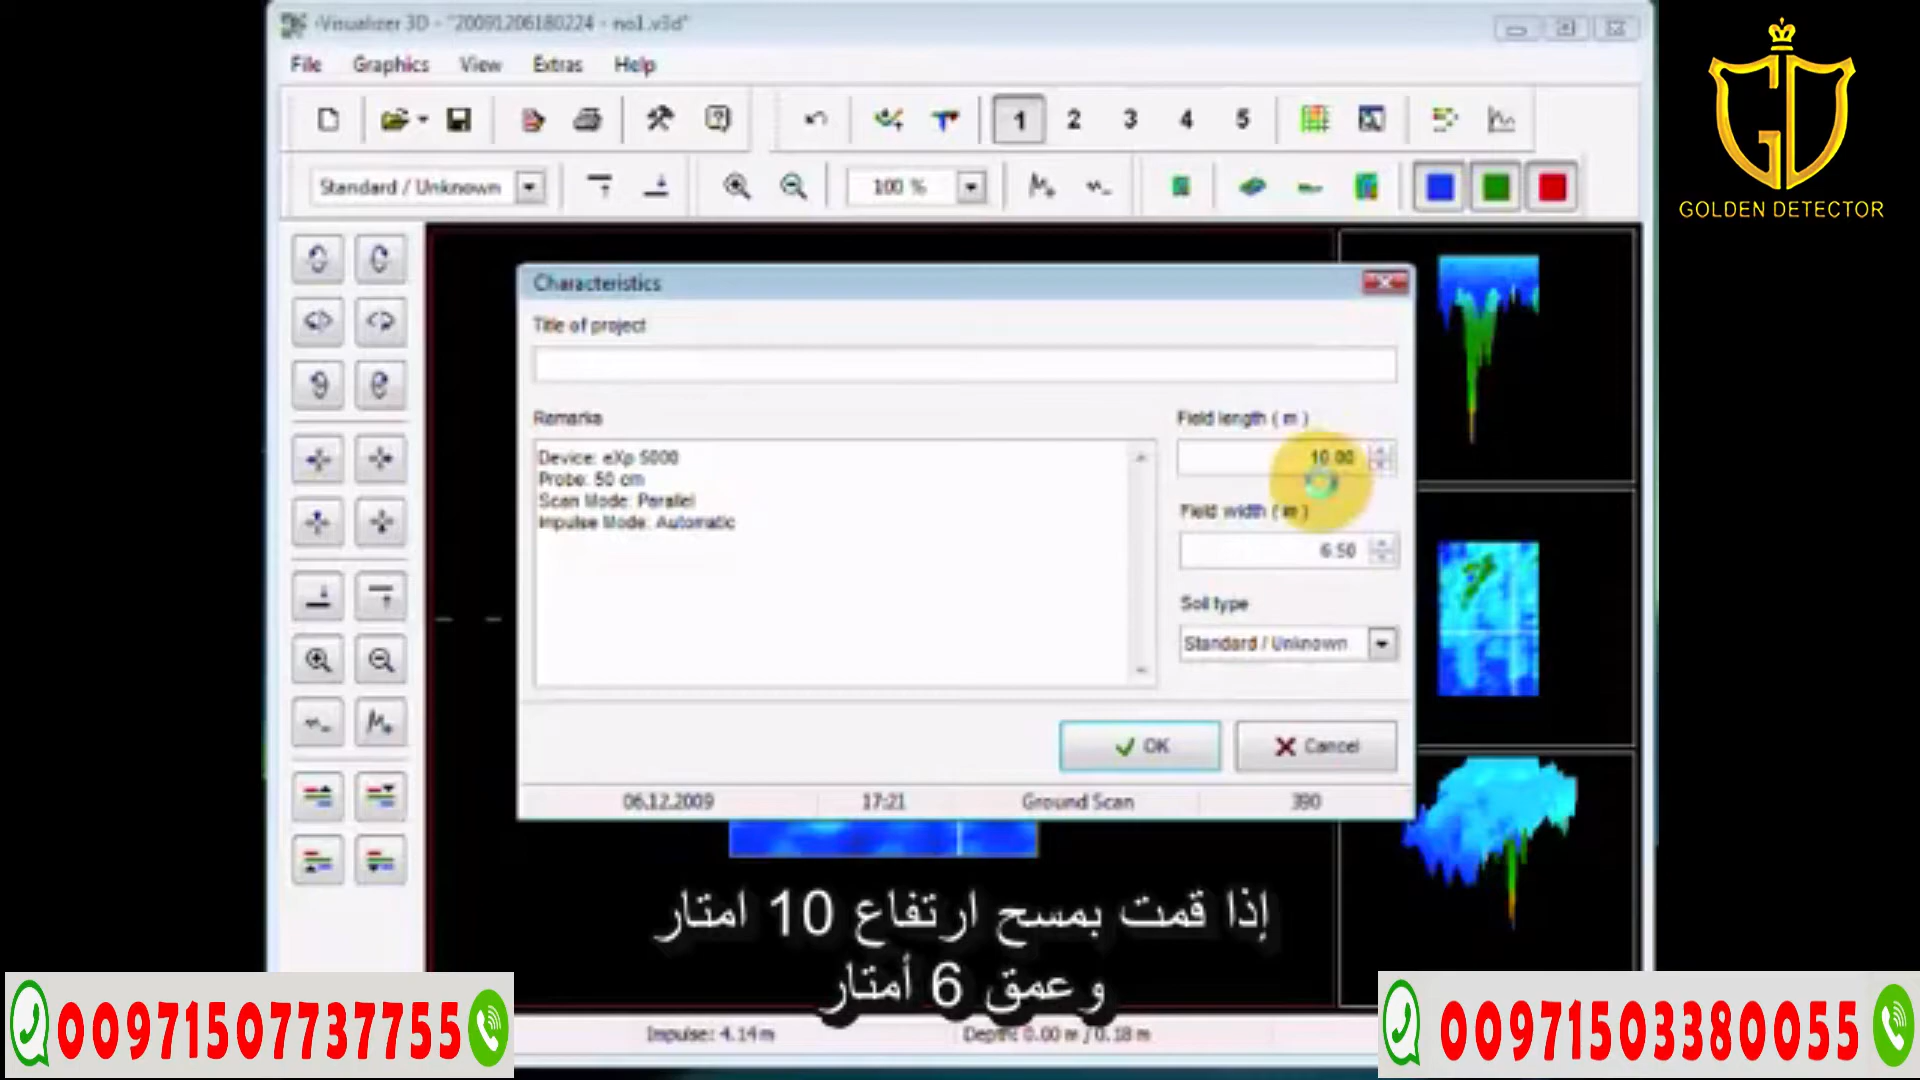 Visualizer 3D - "20091206180224 - no1.v3d"
File Graphics View Extras Help
1 2 3 4 5
Standard / Unknown
100 %
GOLDEN DETECTOR
Characteristics
Title of project
Remarks
Device: eXp 5000
Probe: 50 cm
Scan Mode: Parallel
Impulse Mode: Automatic
Field length ( m )
10.00
Field width ( m )
6.50
Soil type
Standard / Unknown
OK Cancel
06.12.2009 17:21 Ground Scan 390
إذا قمت بمسح ارتفاع 10 امتار
وعمق 6 أمتار
00971507737755
00971503380055
Impulse: 4.14 m Depth: 0.00 m / 0.18 m